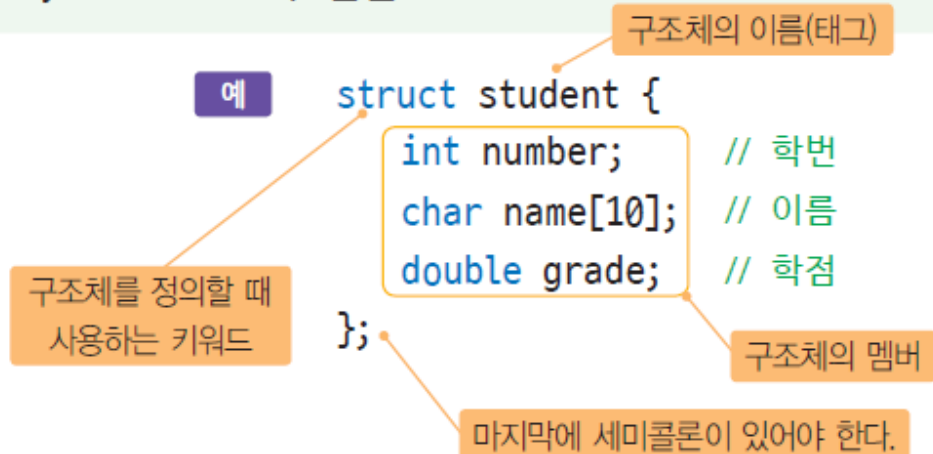 구조체의 이름(태그)
예
struct student {
int number; // 학번
char name[10]; // 이름
double grade; // 학점
};
구조체를 정의할 때
사용하는 키워드
구조체의 멤버
마지막에 세미콜론이 있어야 한다.